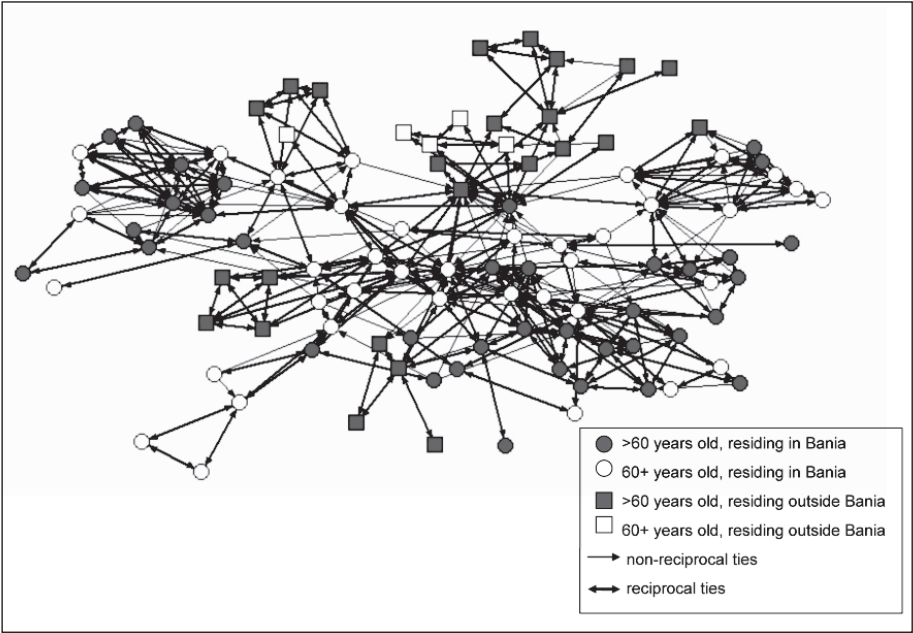 >60 years old, residing in Bania
60+ years old, residing in Bania
>60 years old, residing outside Bania
60+ years old, residing outside Bania
non-reciprocal ties
reciprocal ties